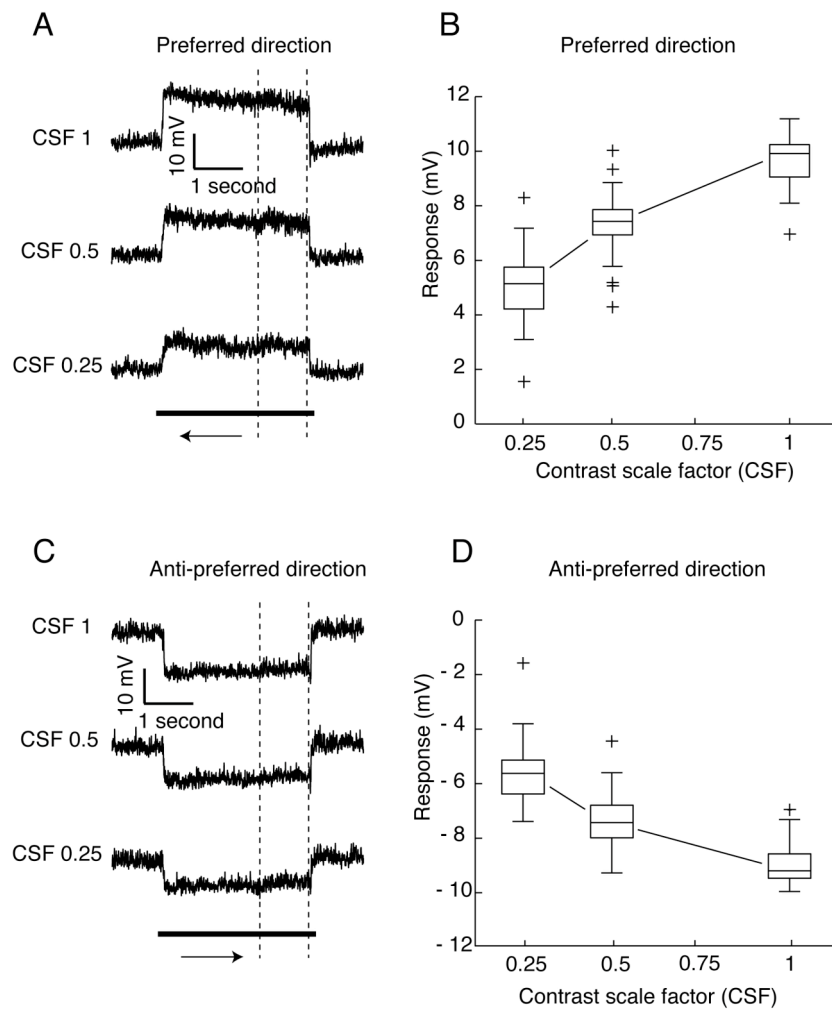 A
Preferred direction
CSF 1
10 mV
1 second
CSF 0.5
CSF 0.25
B
Preferred direction
12
10
8
6
4
2
0
Response (mV)
0.25 0.5 0.75 1
Contrast scale factor (CSF)
C
Anti-preferred direction
CSF 1
10 mV
1 second
CSF 0.5
CSF 0.25
D
Anti-preferred direction
0
- 2
- 4
- 6
- 8
- 10
- 12
Response (mV)
0.25 0.5 0.75 1
Contrast scale factor (CSF)